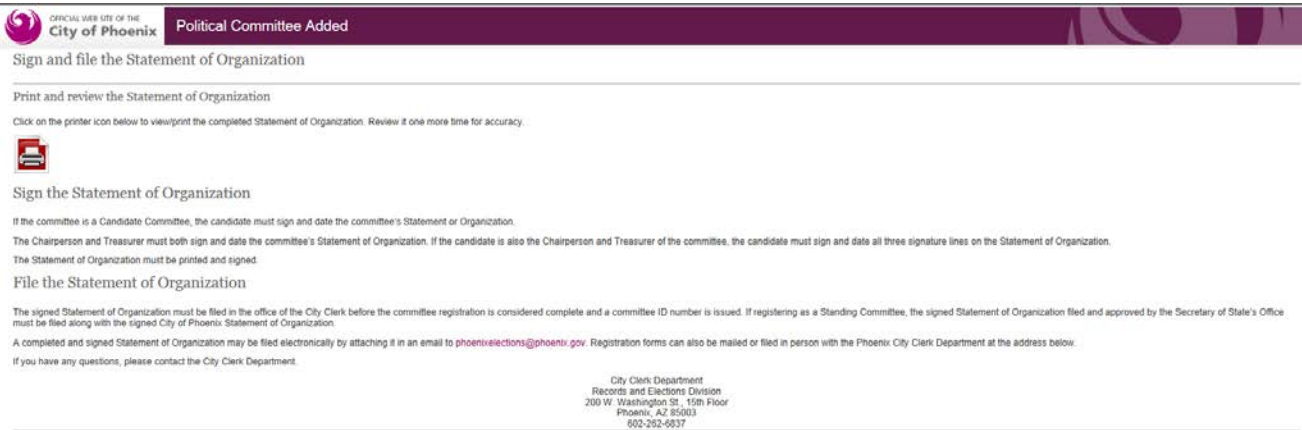 OFFICIAL WEB SITE OF THE
City of Phoenix
Political Committee Added
Sign and file the Statement of Organization
Print and review the Statement of Organization
Click on the printer icon below to view/print the completed Statement of Organization. Review it one more time for accuracy.
Sign the Statement of Organization
If the committee is a Candidate Committee, the candidate must sign and date the committee's Statement or Organization.
The Chairperson and Treasurer must both sign and date the committee's Statement of Organization. If the candidate is also the Chairperson and Treasurer of the committee, the candidate must sign and date all three signature lines on the Statement of Organization.
The Statement of Organization must be printed and signed.
File the Statement of Organization
The signed Statement of Organization must be filed in the office of the City Clerk before the committee registration is considered complete and a committee ID number is issued. If registering as a Standing Committee, the signed Statement of Organization filed and approved by the Secretary of State's Office
must be filed along with the signed City of Phoenix Statement of Organization.
A completed and signed Statement of Organization may be filed electronically by attaching it in an email to phoenixelections@phoenix.gov. Registration forms can also be mailed or filed in person with the Phoenix City Clerk Department at the address below.
If you have any questions, please contact the City Clerk Department.
City Clerk Department
Records and Elections Division
200 W. Washington St., 15th Floor
Phoenix, AZ 85003
602-262-6837